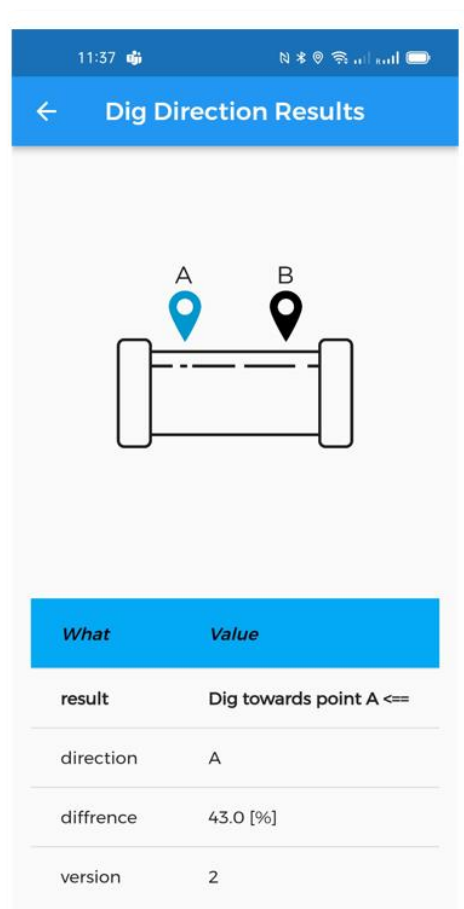 11:37
Dig Direction Results
A B
What Value
result Dig towards point A <==
direction A
diffrence 43.0 [%]
version 2